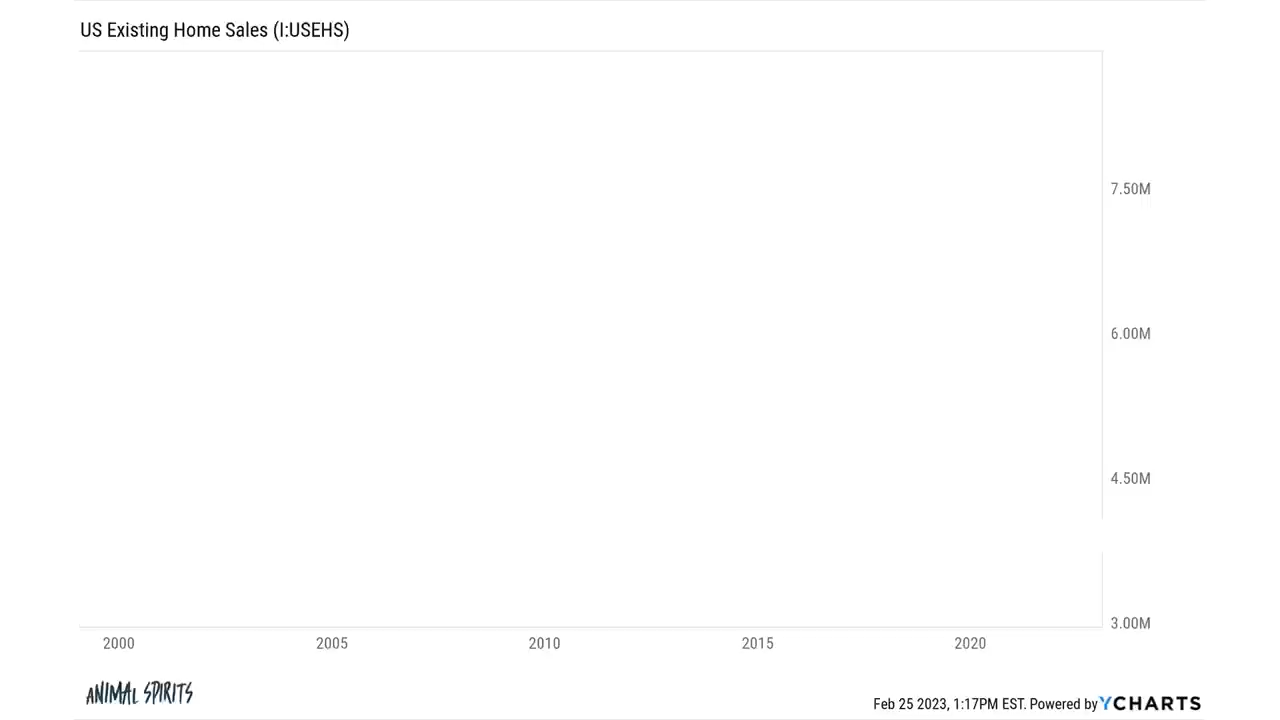 US Existing Home Sales (I:USEHS)
7.50M
6.00M
4.50M
3.00M
2000 2005 2010 2015 2020
ANIMAL SPIRITS
Feb 25 2023, 1:17PM EST. Powered by YCHARTS